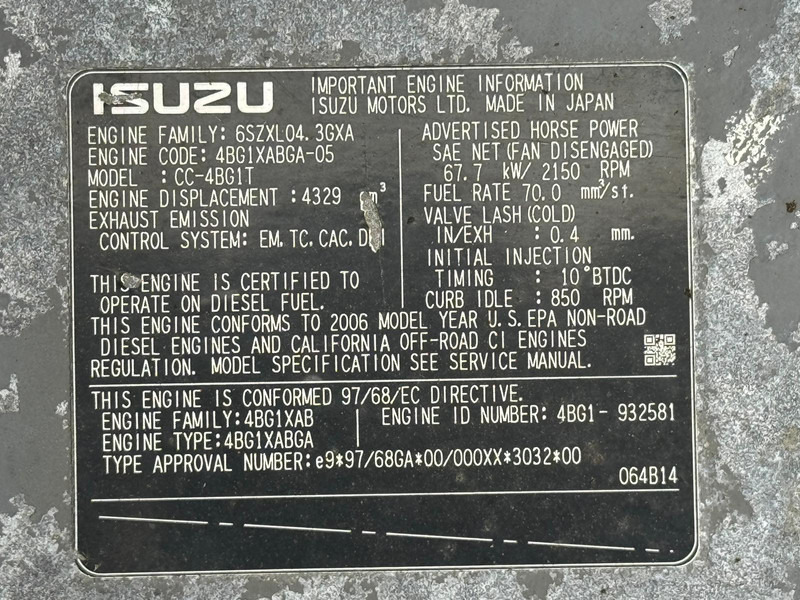 ISUZU
IMPORTANT ENGINE INFORMATION
ISUZU MOTORS LTD. MADE IN JAPAN
ENGINE FAMILY: 6SZXL04.3GXA
ENGINE CODE: 4BG1XABGA-05
MODEL : CC-4BG1T
ENGINE DISPLACEMENT :4329
EXHAUST EMISSION
CONTROL SYSTEM: EM, TC, CAC,
THIS ENGINE IS CERTIFIED TO
OPERATE ON DIESEL FUEL.
ADVERTISED HORSE POWER
SAE NET (FAN DISENGAGED)
67.7 kW/ 2150 RPM
FUEL RATE 70.0 mm³/st.
VALVE LASH (COLD)
IN/EXH : 0.4 mm.
INITIAL INJECTION
TIMING : 10°BTDC
CURB IDLE : 850 RPM
THIS ENGINE CONFORMS TO 2006 MODEL YEAR U.S. EPA NON-ROAD
DIESEL ENGINES AND CALIFORNIA OFF-ROAD CI ENGINES
REGULATION. MODEL SPECIFICATION SEE SERVICE MANUAL.
THIS ENGINE IS CONFORMED 97/68/EC DIRECTIVE.
ENGINE FAMILY:4BG1XAB
ENGINE TYPE:4BG1XABGA
ENGINE ID NUMBER: 4BG1- 932581
TYPE APPROVAL NUMBER:e9*97/68GA*00/000XX*3032*00
064B14